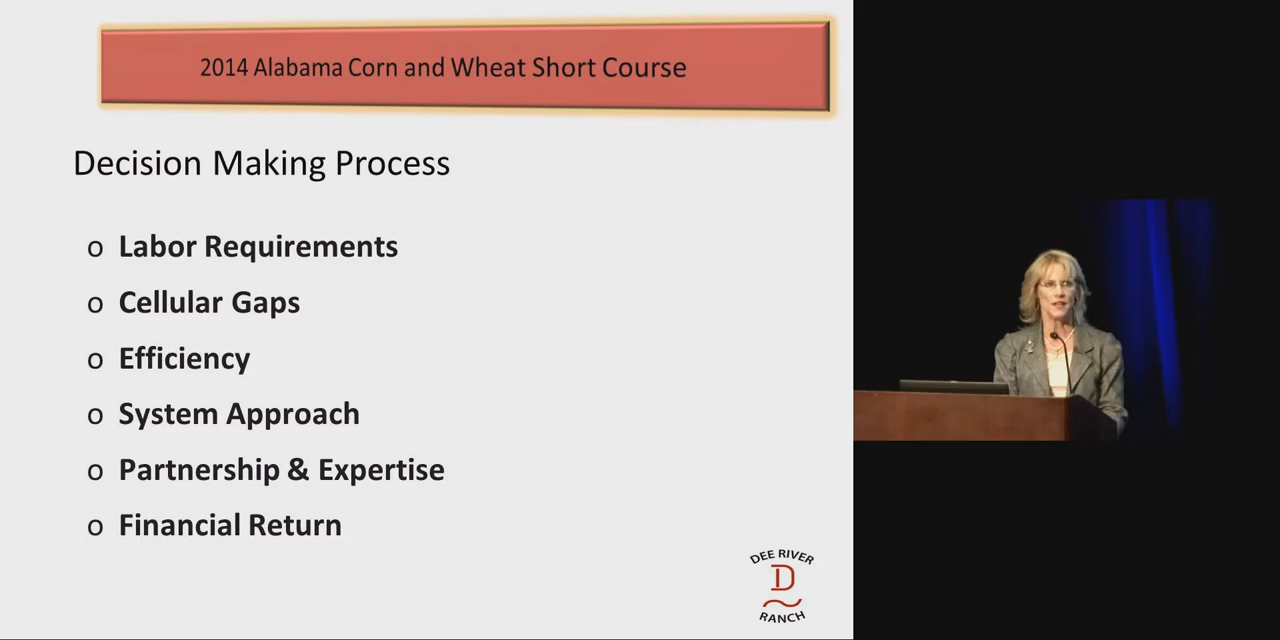 2014 Alabama Corn and Wheat Short Course
Decision Making Process
o Labor Requirements
o Cellular Gaps
o Efficiency
o System Approach
o Partnership & Expertise
o Financial Return
DEE RIVER
D
RANCH